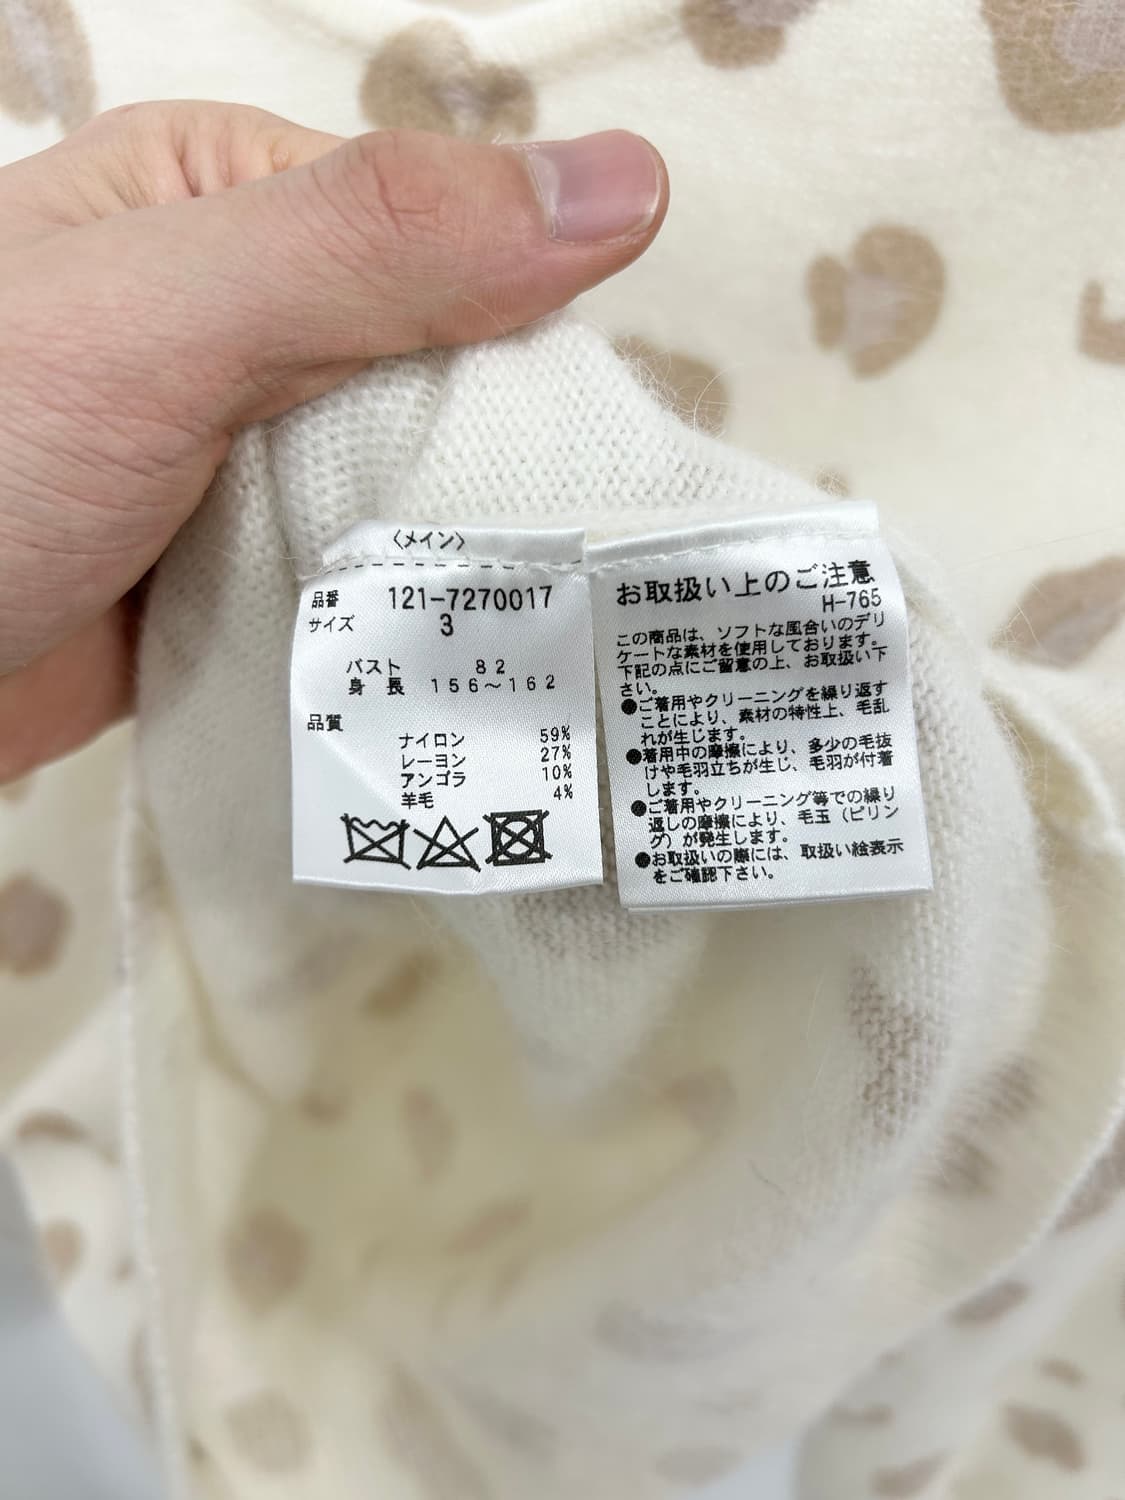 〈メイン〉
品番 121-7270017
サイズ 3
バスト 82
身長 156～162
品質
ナイロン 59%
レーヨン 27%
アンゴラ 10%
羊毛 4%
お取扱い上のご注意
H-765
この商品は、ソフトな風合いのデリ
ケートな素材を使用しております。
下記の点にご留意の上、お取扱い下
さい。
●ご着用やクリーニングを繰り返す
ことにより、素材の特性上、毛乱
れが生じます。
●着用中の摩擦により、多少の毛抜
けや毛羽立ちが生じ、毛羽が付着
します。
●ご着用やクリーニング等での繰り
返しの摩擦により、毛玉（ピリン
グ）が発生します。
●お取扱いの際には、取扱い絵表示
をご確認下さい。